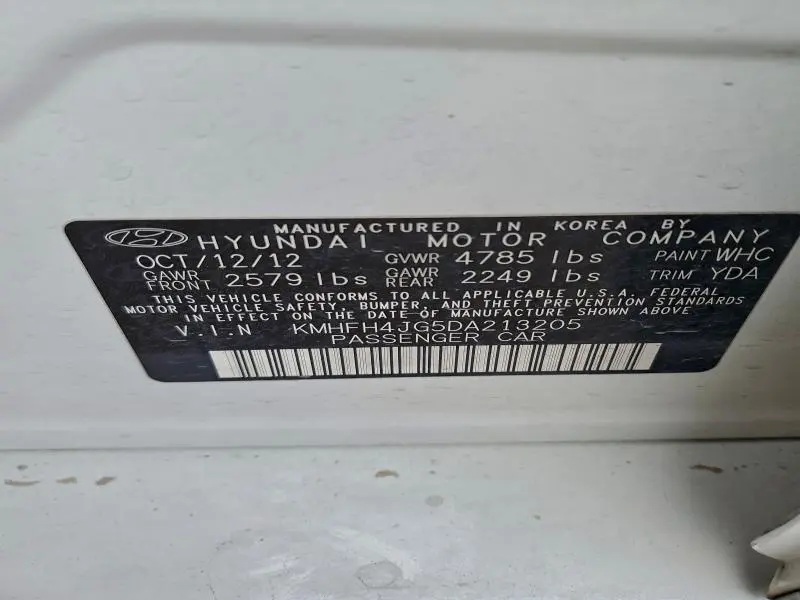 MANUFACTURED IN KOREA BY
HYUNDAI MOTOR COMPANY
OCT/12/12 GVWR 4785 lbs PAINT WHC
GAWR FRONT 2579 lbs GAWR REAR 2249 lbs TRIM YDA
THIS VEHICLE CONFORMS TO ALL APPLICABLE U.S.A. FEDERAL
MOTOR VEHICLE SAFETY, BUMPER, AND THEFT PREVENTION STANDARDS
IN EFFECT ON THE DATE OF MANUFACTURE SHOWN ABOVE
V.I.N KMHFH4JG5DA213205
PASSENGER CAR